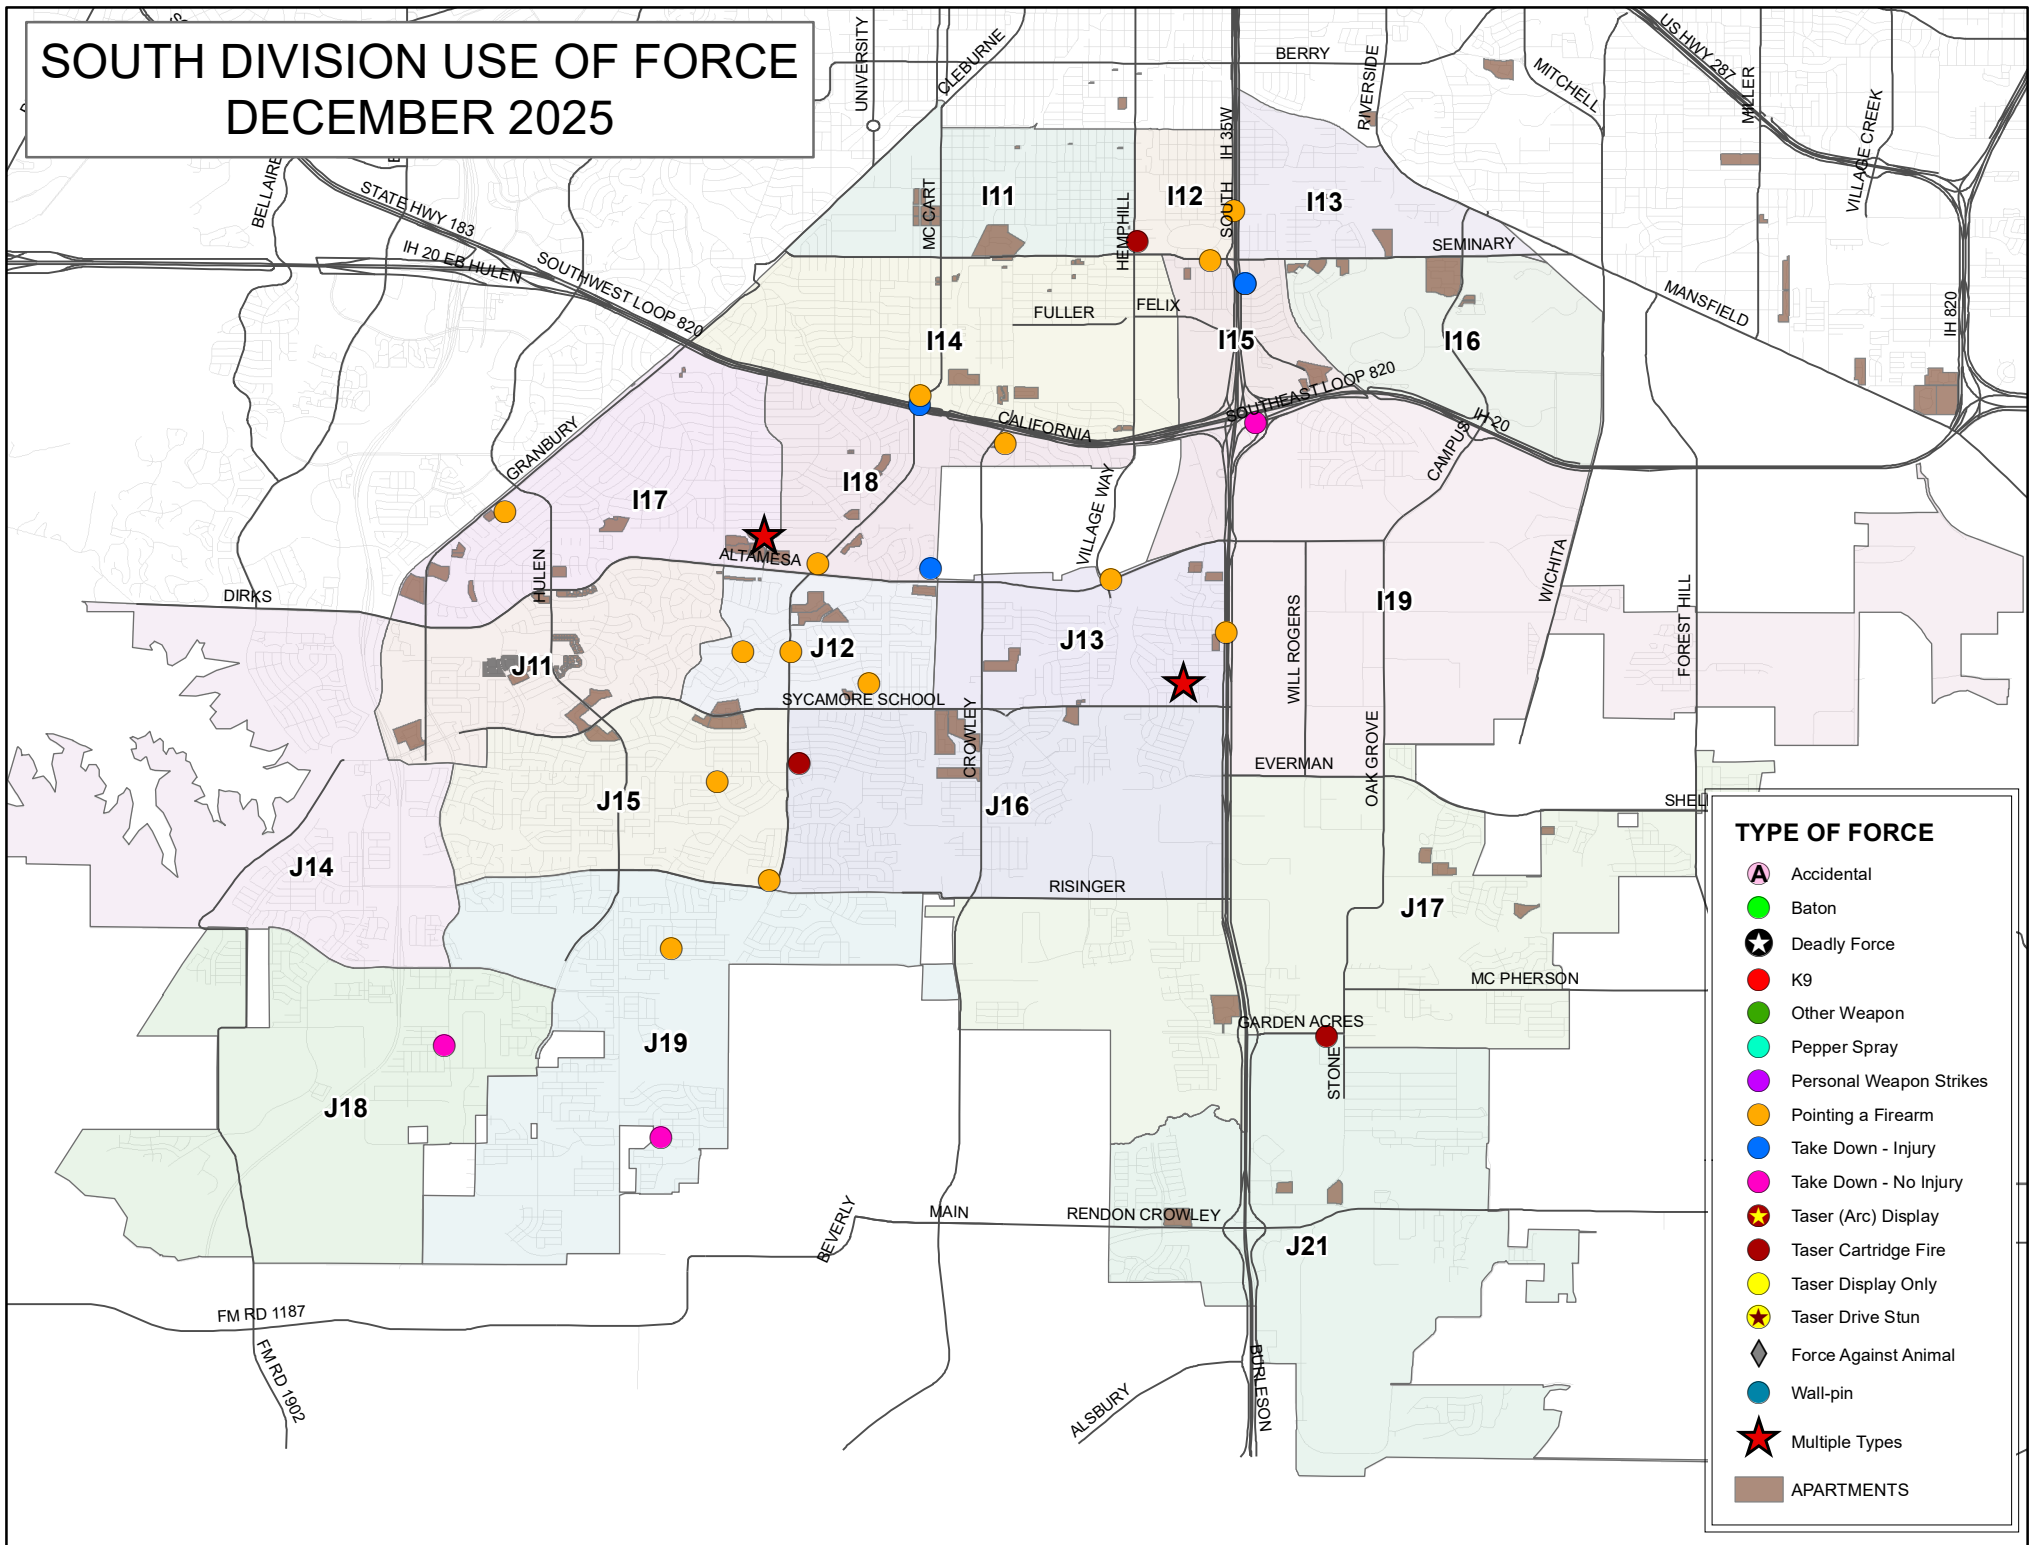 SOUTH DIVISION USE OF FORCE
DECEMBER 2025
UNIVERSITY
CLEBURNE
BERRY
RIVERSIDE
MITCHELL
US HWY 287
MILLER
VILLAGE CREEK
BELLAIRE
STATE HWY 183
IH 20 EB HULEN
SOUTHWEST LOOP 820
MC CART
I11
HEMPHILL
I12
SOUTH
IH 35W
I13
SEMINARY
MANSFIELD
IH 820
FULLER
FELIX
I14
I15
I16
SOUTHEAST LOOP 820
IH 20
CALIFORNIA
CAMPUS
GRANBURY
I17
I18
VILLAGE WAY
ALTAMESA
HULEN
DIRKS
WICHITA
FOREST HILL
WILL ROGERS
I19
J11
J12
J13
SYCAMORE SCHOOL
CROWLEY
OAK GROVE
EVERMAN
SHEL
J15
J16
J14
RISINGER
J17
MC PHERSON
GARDEN ACRES
STONE
J19
J18
BEVERLY
MAIN
RENDON CROWLEY
J21
FM RD 1187
FM RD 1902
ALSBURY
BURLESON
TYPE OF FORCE
A Accidental
Baton
Deadly Force
K9
Other Weapon
Pepper Spray
Personal Weapon Strikes
Pointing a Firearm
Take Down - Injury
Take Down - No Injury
Taser (Arc) Display
Taser Cartridge Fire
Taser Display Only
Taser Drive Stun
Force Against Animal
Wall-pin
Multiple Types
APARTMENTS